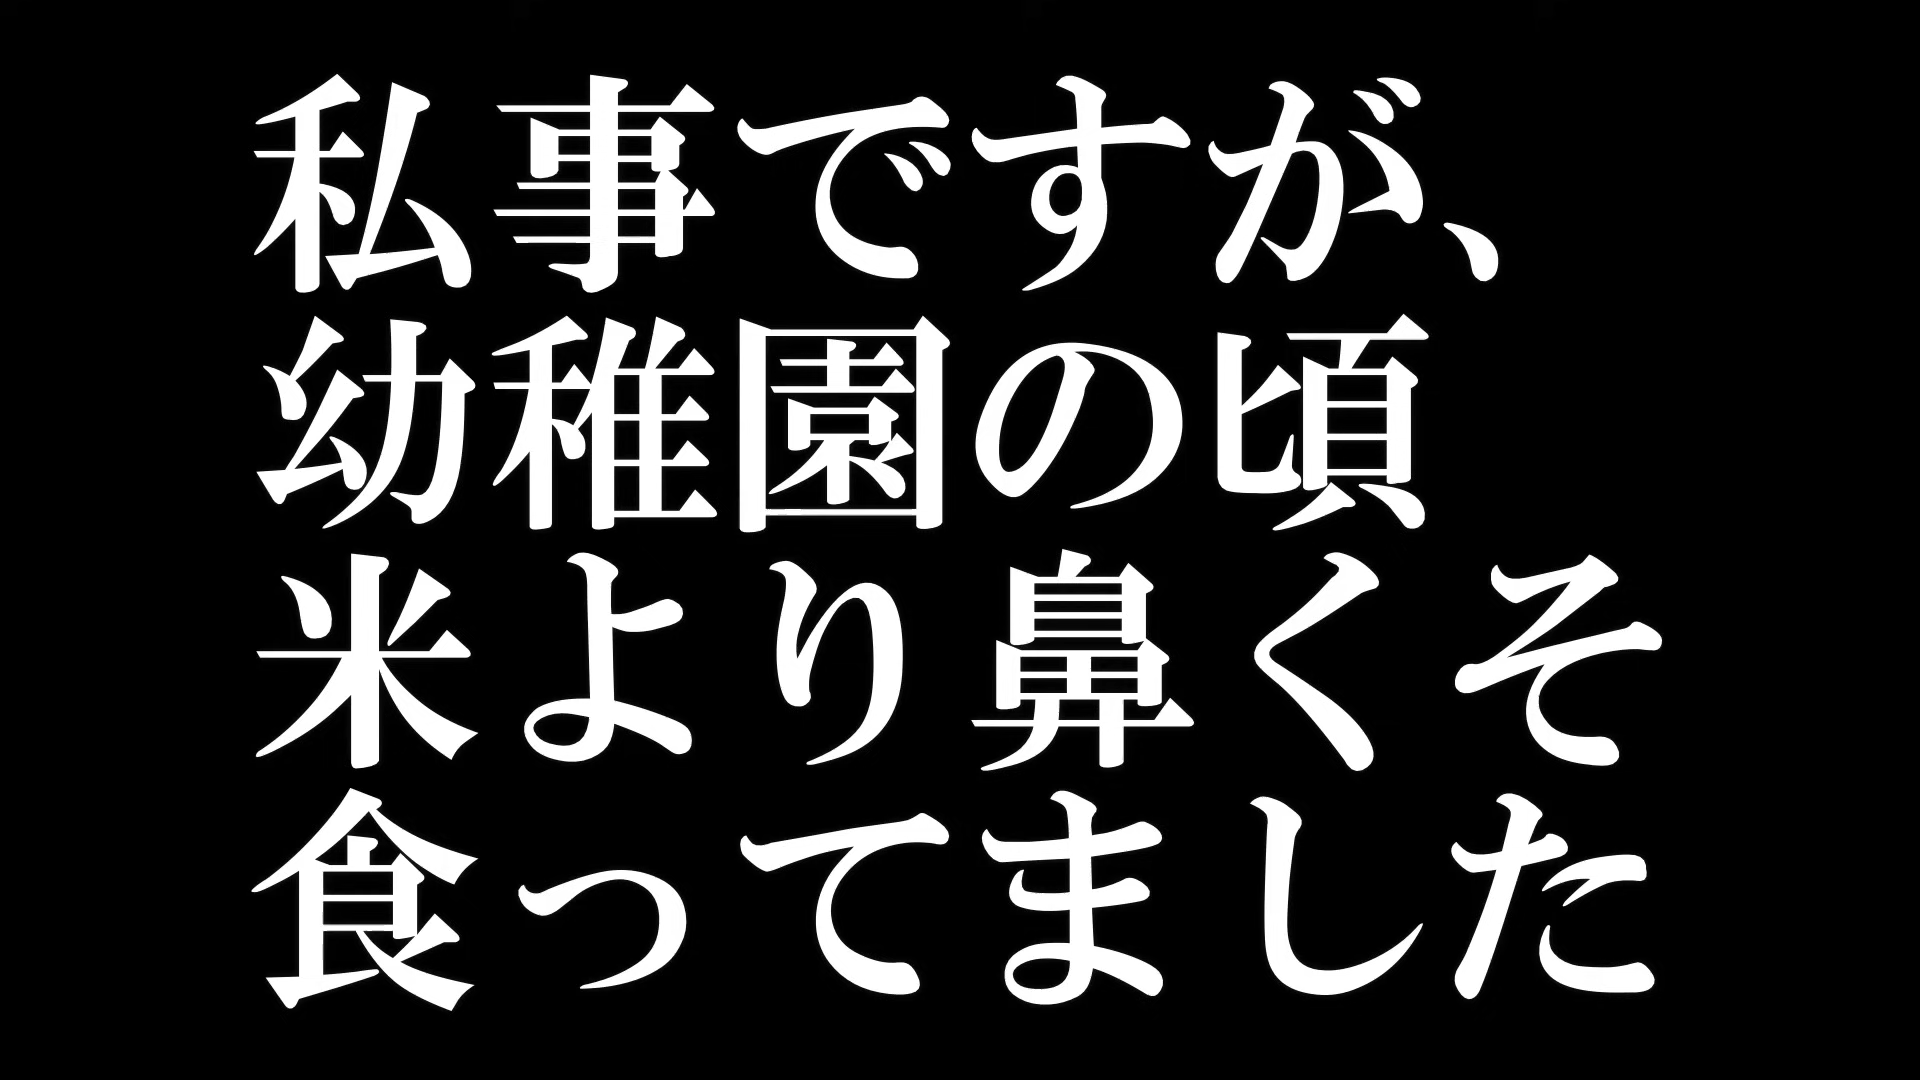 私事ですが、
幼稚園の頃
米より鼻くそ
食ってました